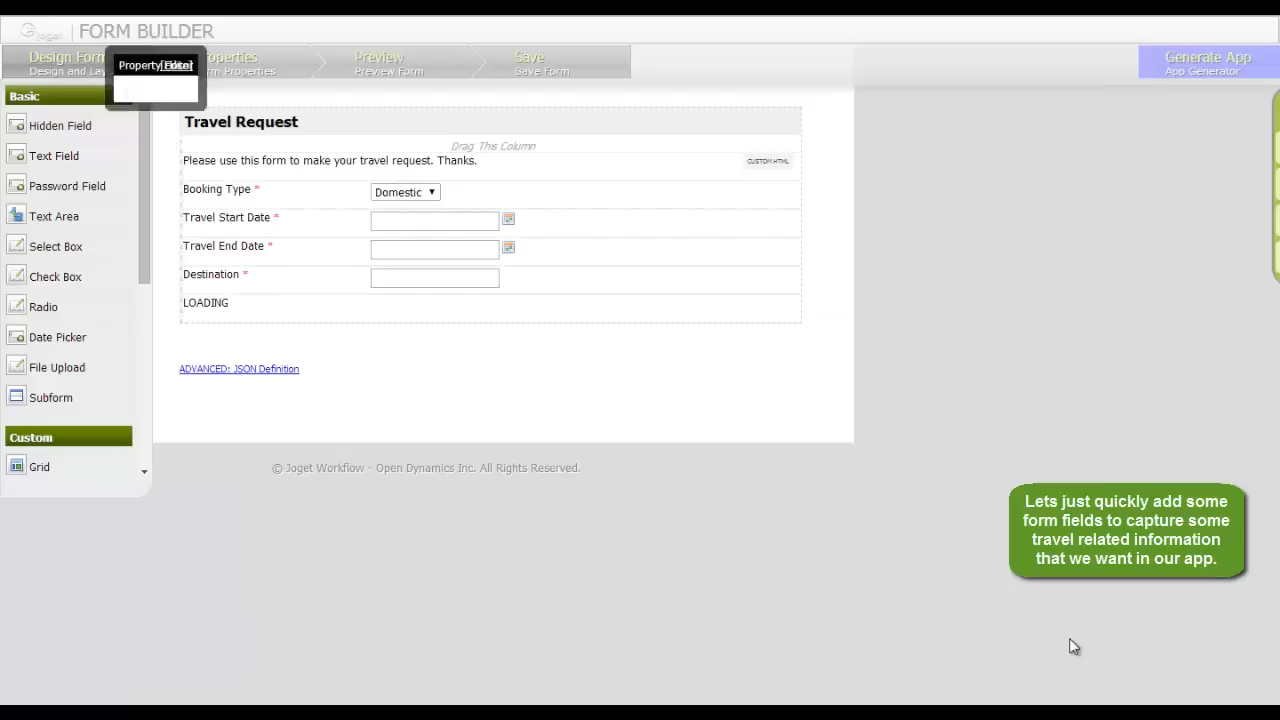 Joget | FORM BUILDER
Design Form
Properties
Preview
Save
Generate App
Design and Lay
m Properties
Preview Form
Save Form
App Generator
Property Editor
Basic
Hidden Field
Text Field
Password Field
Text Area
Select Box
Check Box
Radio
Date Picker
File Upload
Subform
Custom
Grid
Travel Request
Drag This Column
Please use this form to make your travel request. Thanks.
CUSTOM HTML
Booking Type *
Domestic
Travel Start Date *
Travel End Date *
Destination *
LOADING
ADVANCED: JSON Definition
© Joget Workflow - Open Dynamics Inc. All Rights Reserved.
Lets just quickly add some
form fields to capture some
travel related information
that we want in our app.